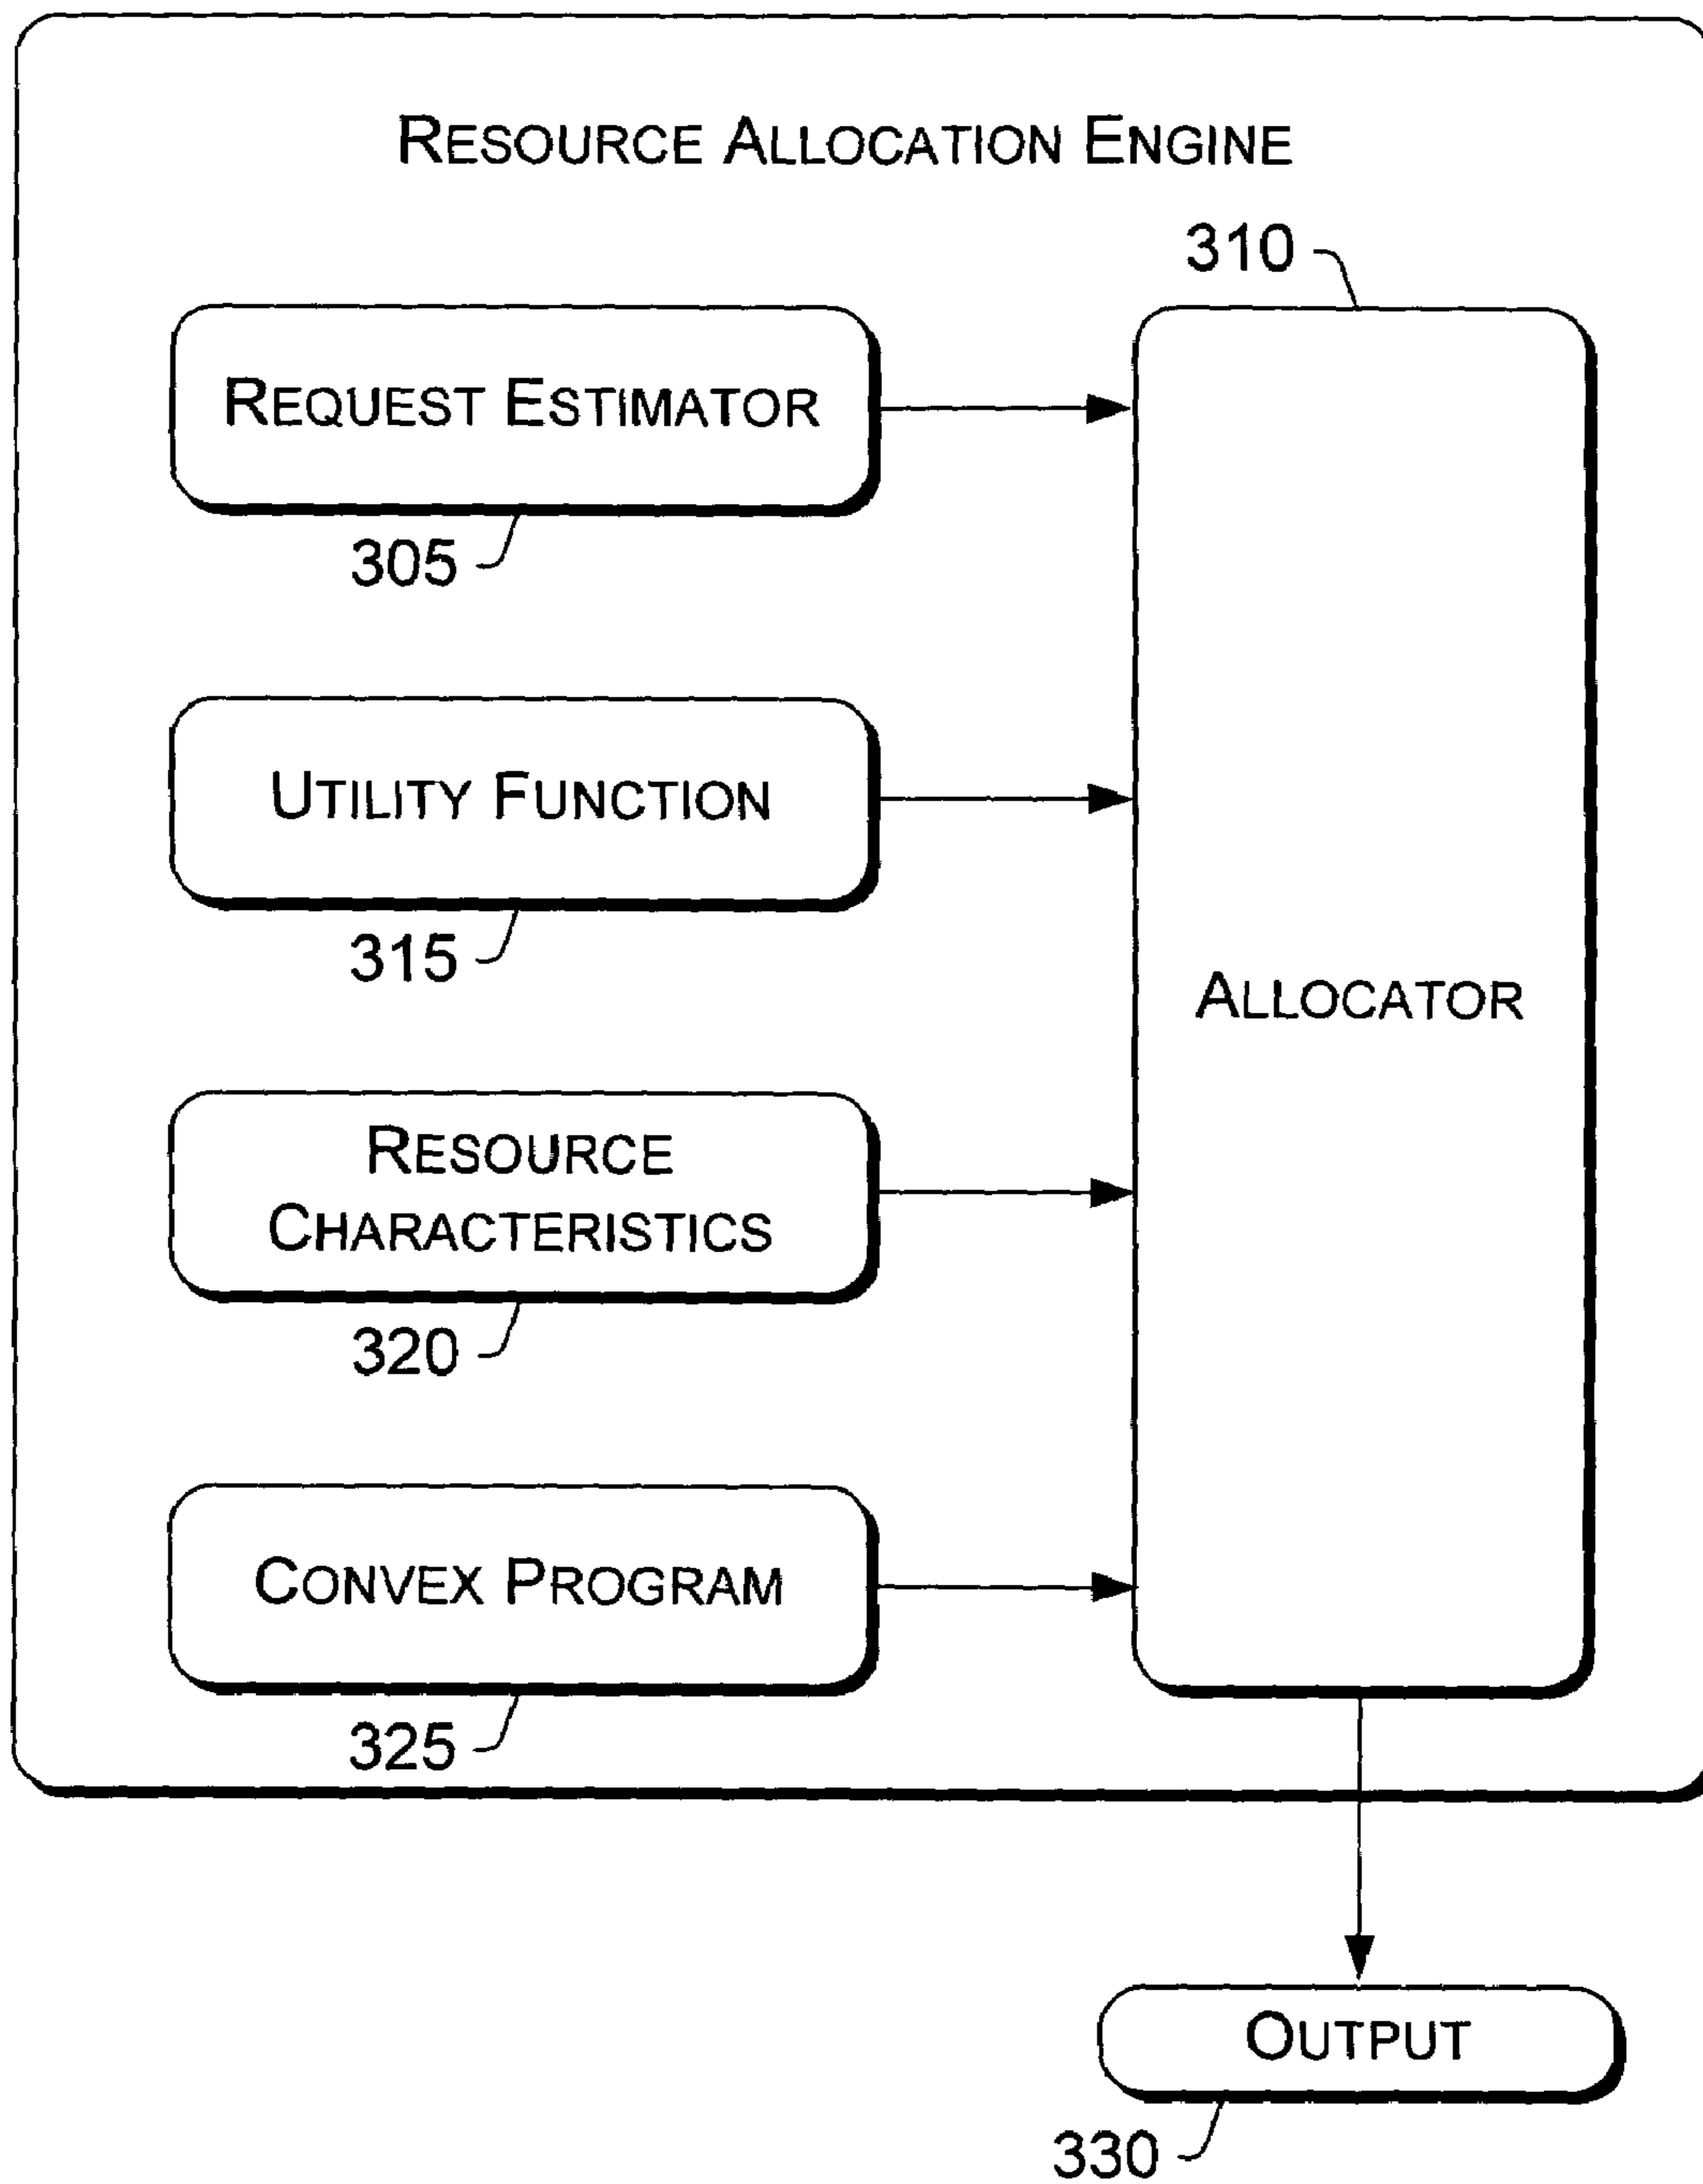 RESOURCE ALLOCATION ENGINE
310
REQUEST ESTIMATOR
305
UTILITY FUNCTION
315
ALLOCATOR
RESOURCE
CHARACTERISTICS
320
CONVEX PROGRAM
325
OUTPUT
330